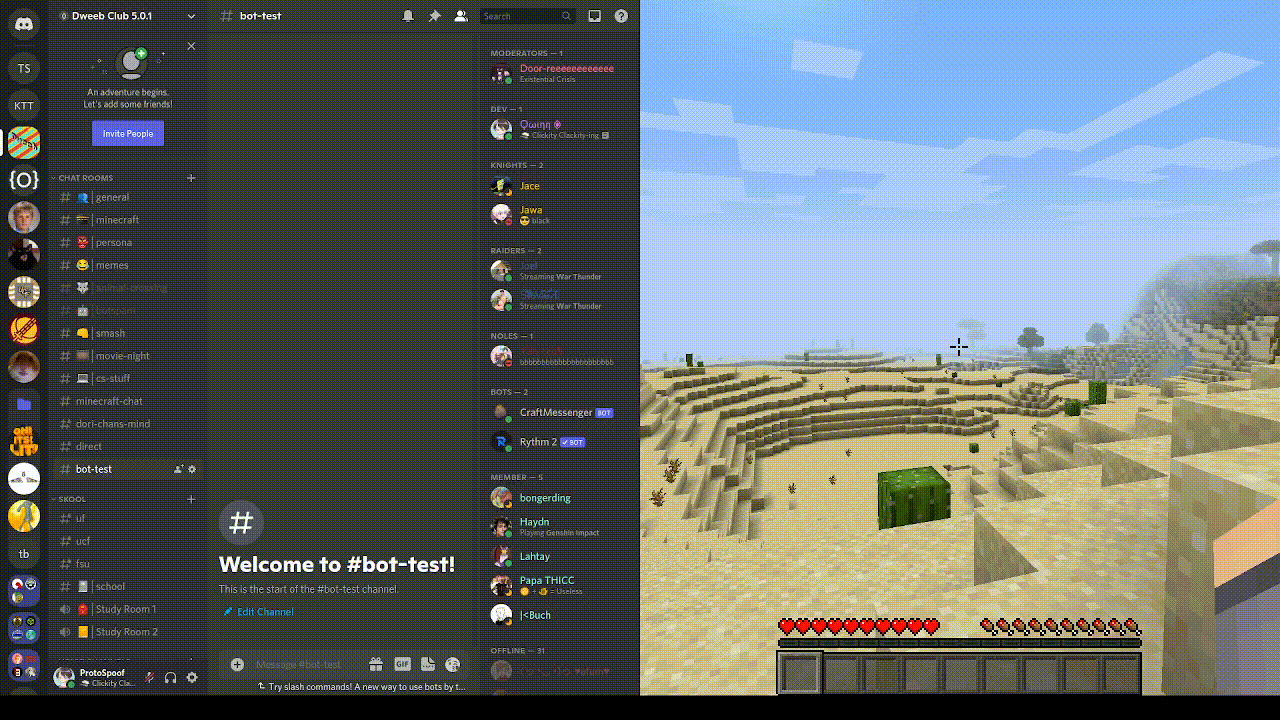 Dweeb Club 5.0.1
bot-test
Search
TS
KTT
{O}
tb
An adventure begins.
Let's add some friends!
Invite People
CHAT ROOMS
general
minecraft
persona
memes
animal-crossing
botspam
smash
movie-night
cs-stuff
minecraft-chat
dori-chans-mind
direct
bot-test
SKOOL
uf
ucf
fsu
school
Study Room 1
Study Room 2
ProtoSpoof
Clickity Cla...
Welcome to #bot-test!
This is the start of the #bot-test channel.
Edit Channel
Message #bot-test
GIF
Try slash commands! A new way to use bots by t...
MODERATORS — 1
Door-reeeeeeeeeeee
Existential Crisis
DEV — 1
Clickity Clackity-ing
KNIGHTS — 2
Jace
Jawa
black
RAIDERS — 2
Joel
Streaming War Thunder
Streaming War Thunder
NOLES — 1
bbbbbbbbbbbbbbbbbbbbbb
BOTS — 2
CraftMessenger BOT
Rythm 2 BOT
MEMBER — 5
bongerding
Haydn
Playing Genshin Impact
Lahtay
Papa THICC
+ = Useless
|<Buch
OFFLINE — 31